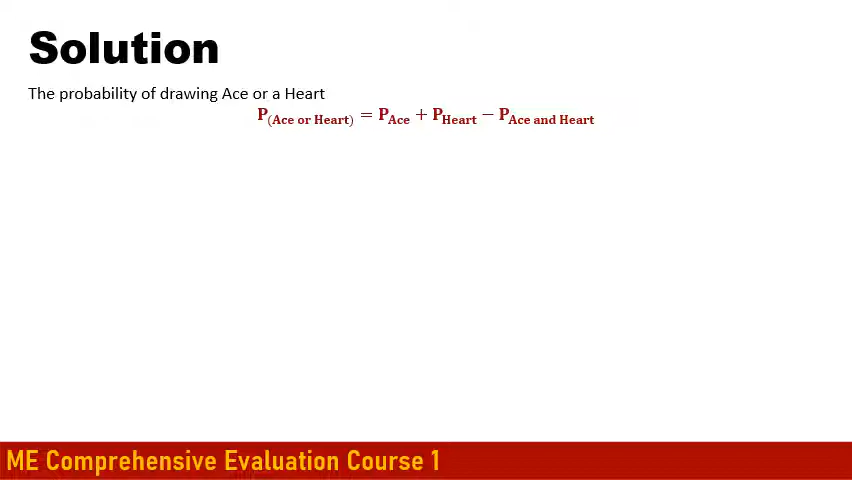 Solution
The probability of drawing Ace or a Heart
P(Ace or Heart) = PAce + PHeart − PAce and Heart
ME Comprehensive Evaluation Course 1